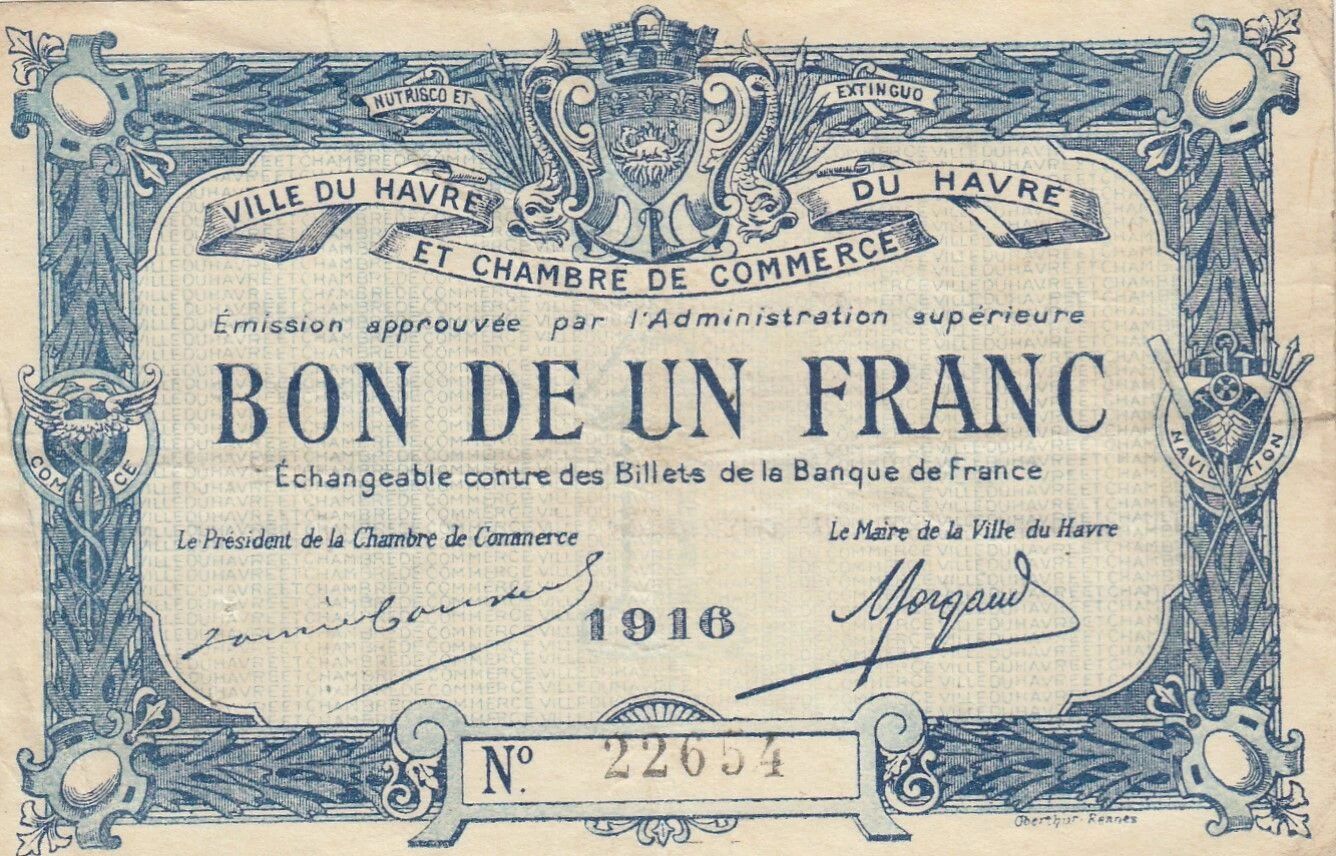 NUTRISCO ET EXTINGUO
VILLE DU HAVRE
ET CHAMBRE DE COMMERCE
DU HAVRE
Émission approuvée par l'Administration supérieure
BON DE UN FRANC
Échangeable contre des Billets de la Banque de France
COMMERCE
NAVIGATION
Le Président de la Chambre de Commerce
Le Maire de la Ville du Havre
Morgand
1916
Nº 22654
Oberthur-Rennes